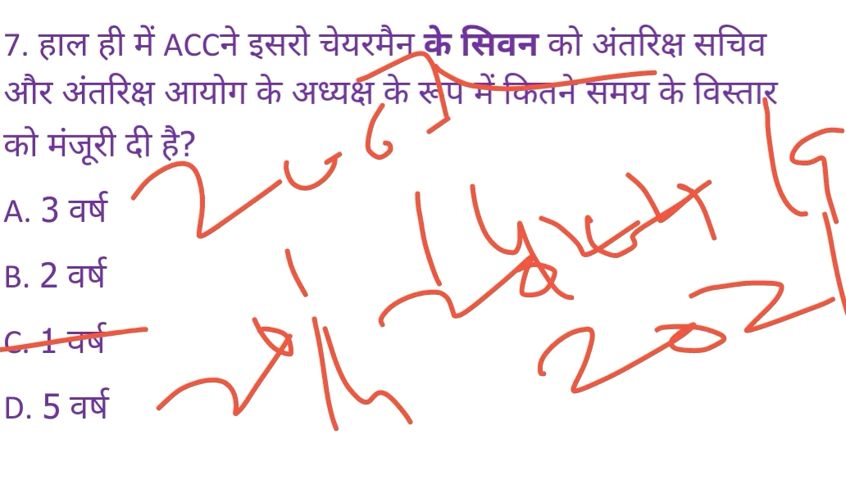 7. हाल ही में ACCने इसरो चेयरमैन के सिवन को अंतरिक्ष सचिव
और अंतरिक्ष आयोग के अध्यक्ष के रूप में कितने समय के विस्तार
को मंजूरी दी है?
A. 3 वर्ष
B. 2 वर्ष
C. 1 वर्ष
D. 5 वर्ष
2021